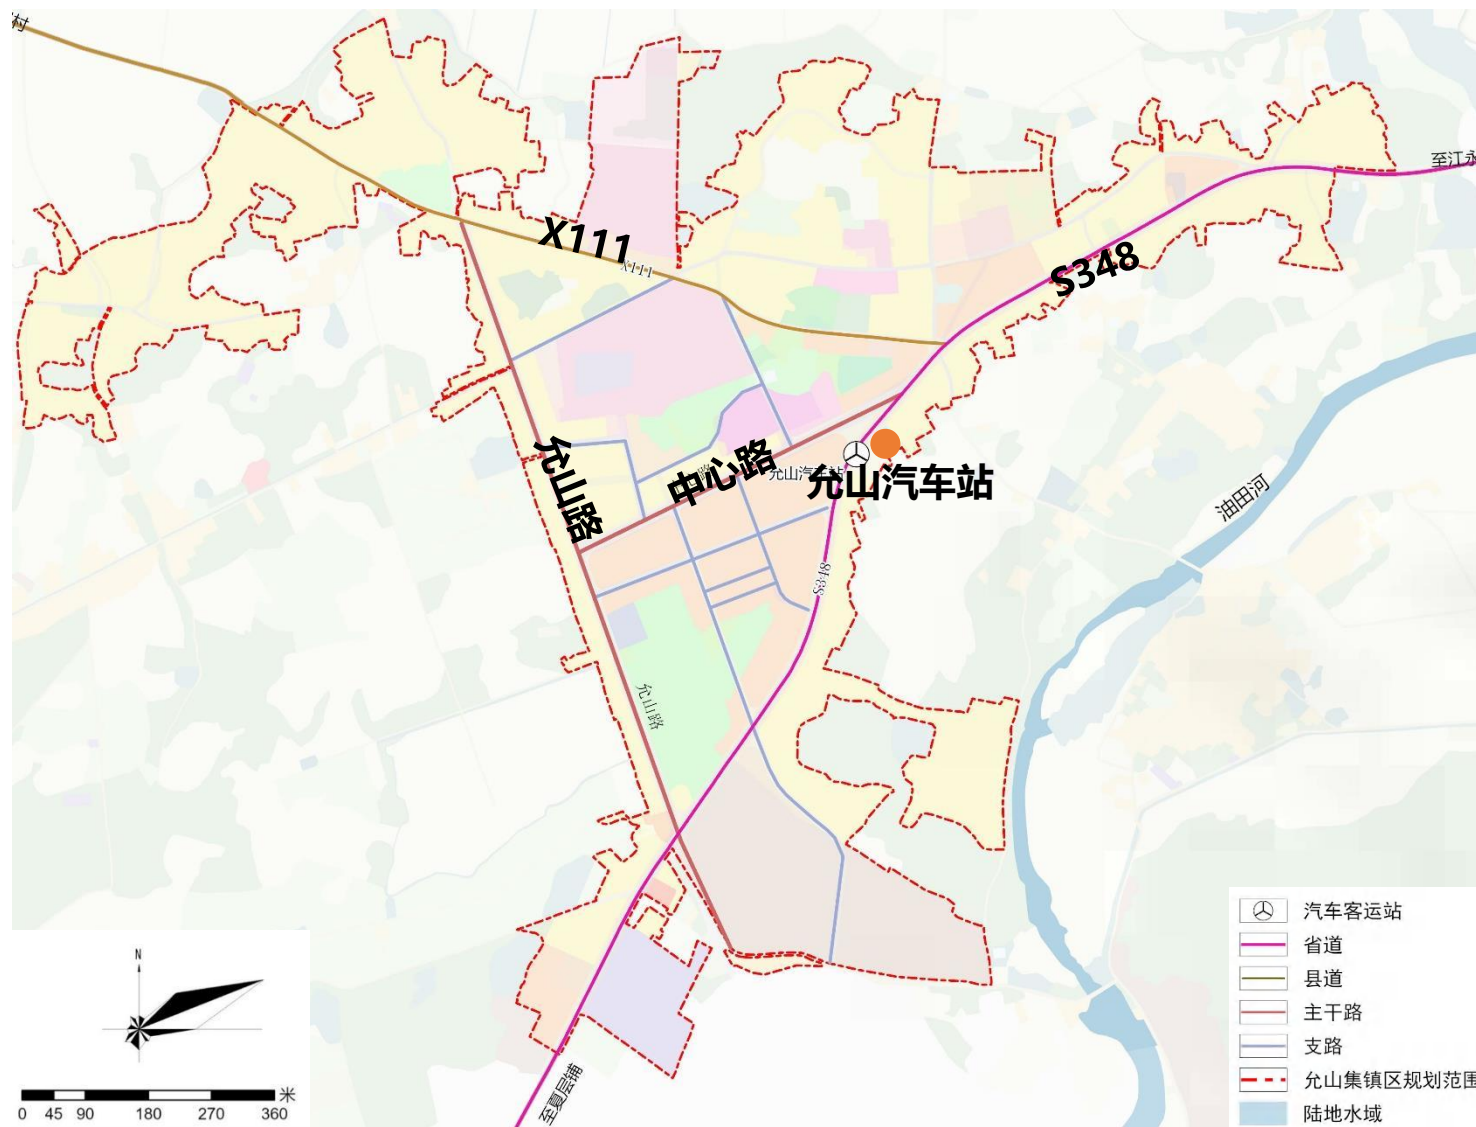 村
至江永
X111
X111
S348
允山路
中心路
路
允山汽车站
允山汽车站
油田河
S348
允山路
至夏层铺
N
0 45 90 180 270 360 米
汽车客运站
省道
县道
主干路
支路
允山集镇区规划范围
陆地水域